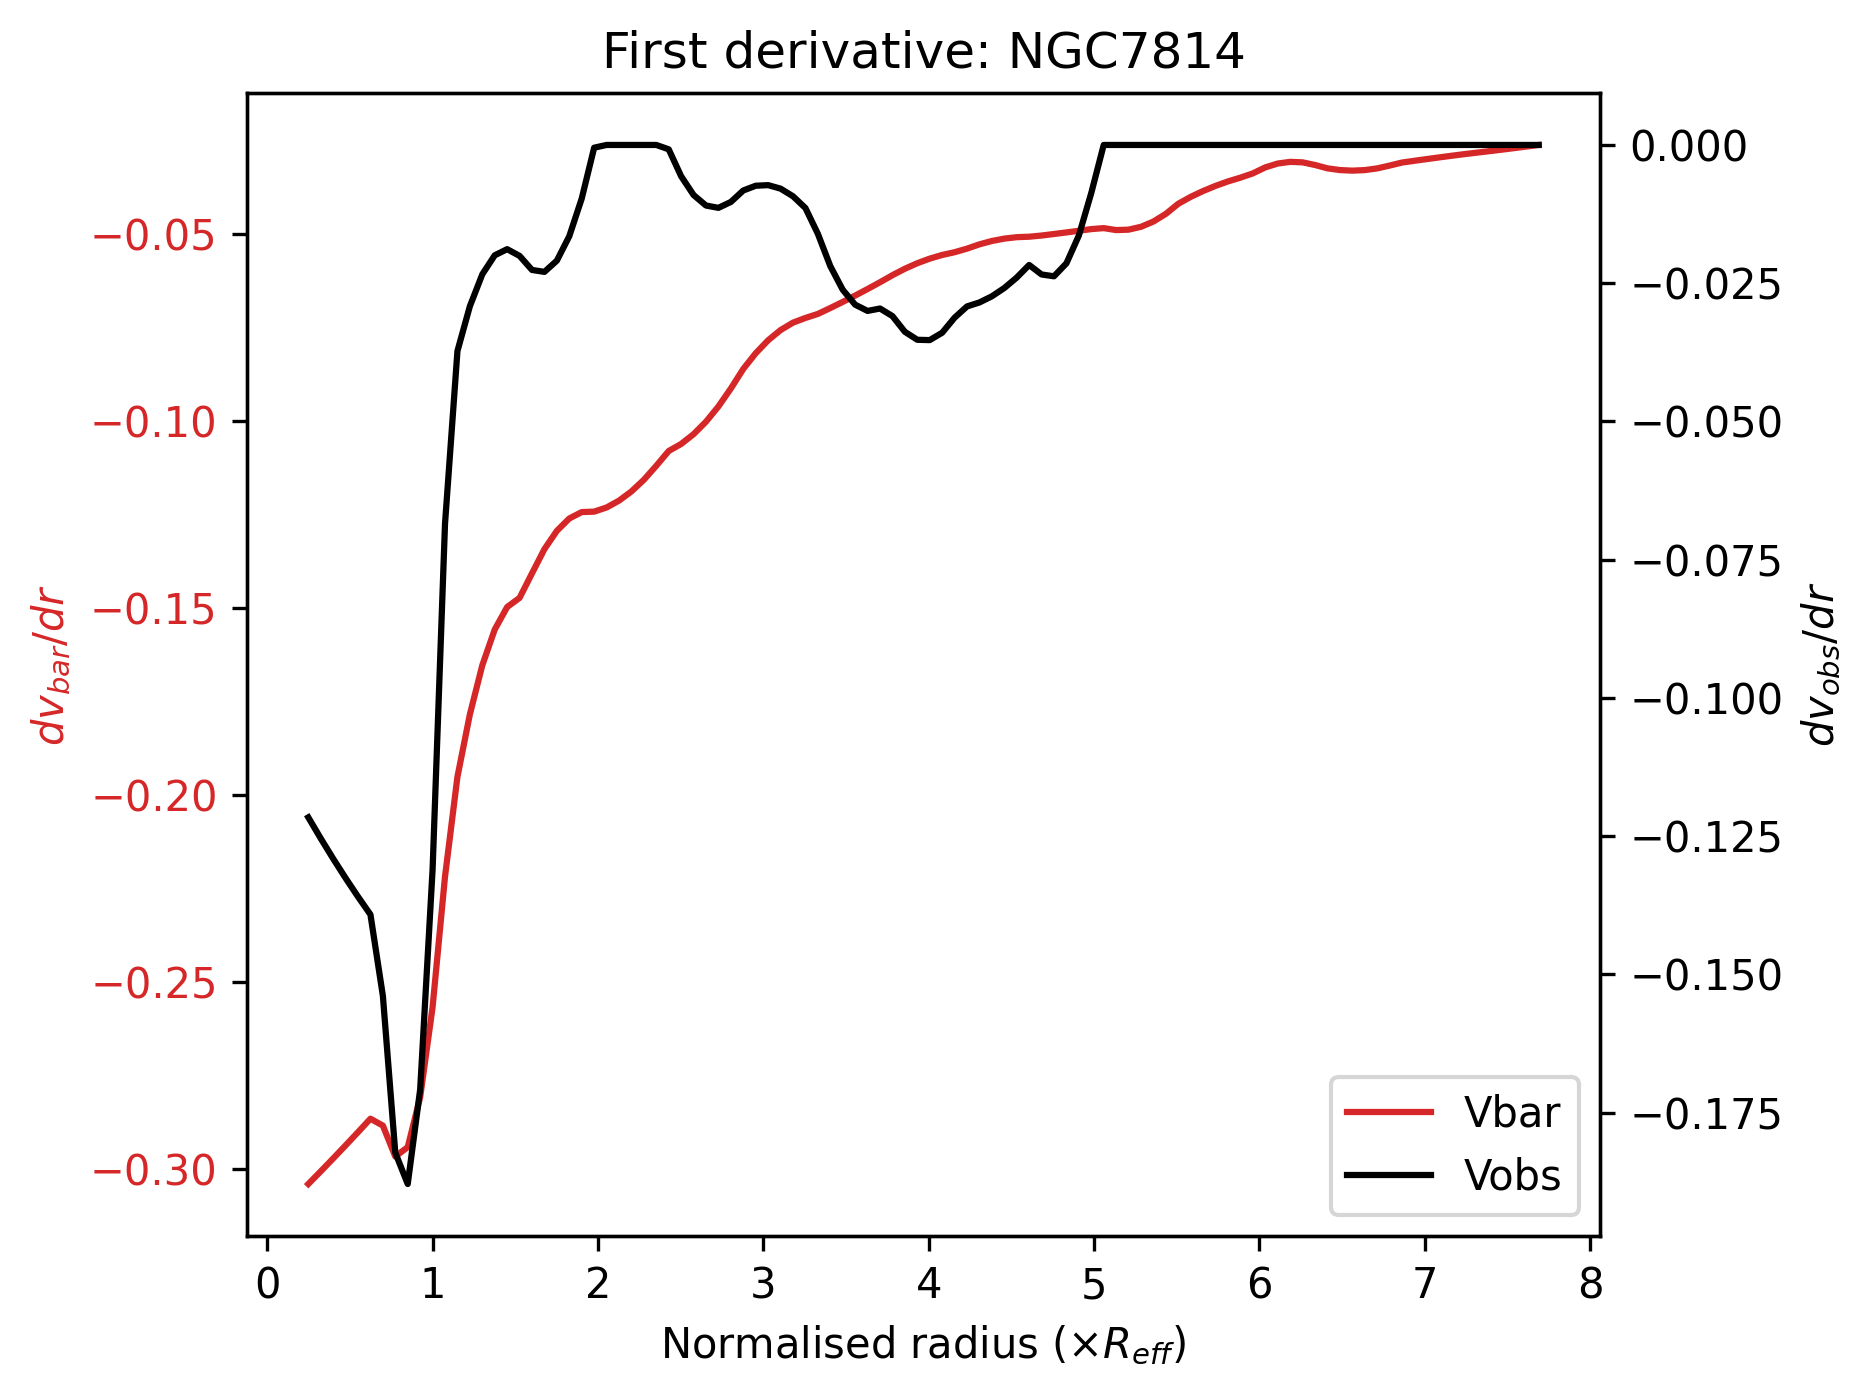 First derivative: NGC7814
−0.05
−0.10
−0.15
−0.20
−0.25
−0.30
dv_bar/dr
0.000
−0.025
−0.050
−0.075
−0.100
−0.125
−0.150
−0.175
dv_obs/dr
Vbar
Vobs
0 1 2 3 4 5 6 7 8
Normalised radius (×R_eff)